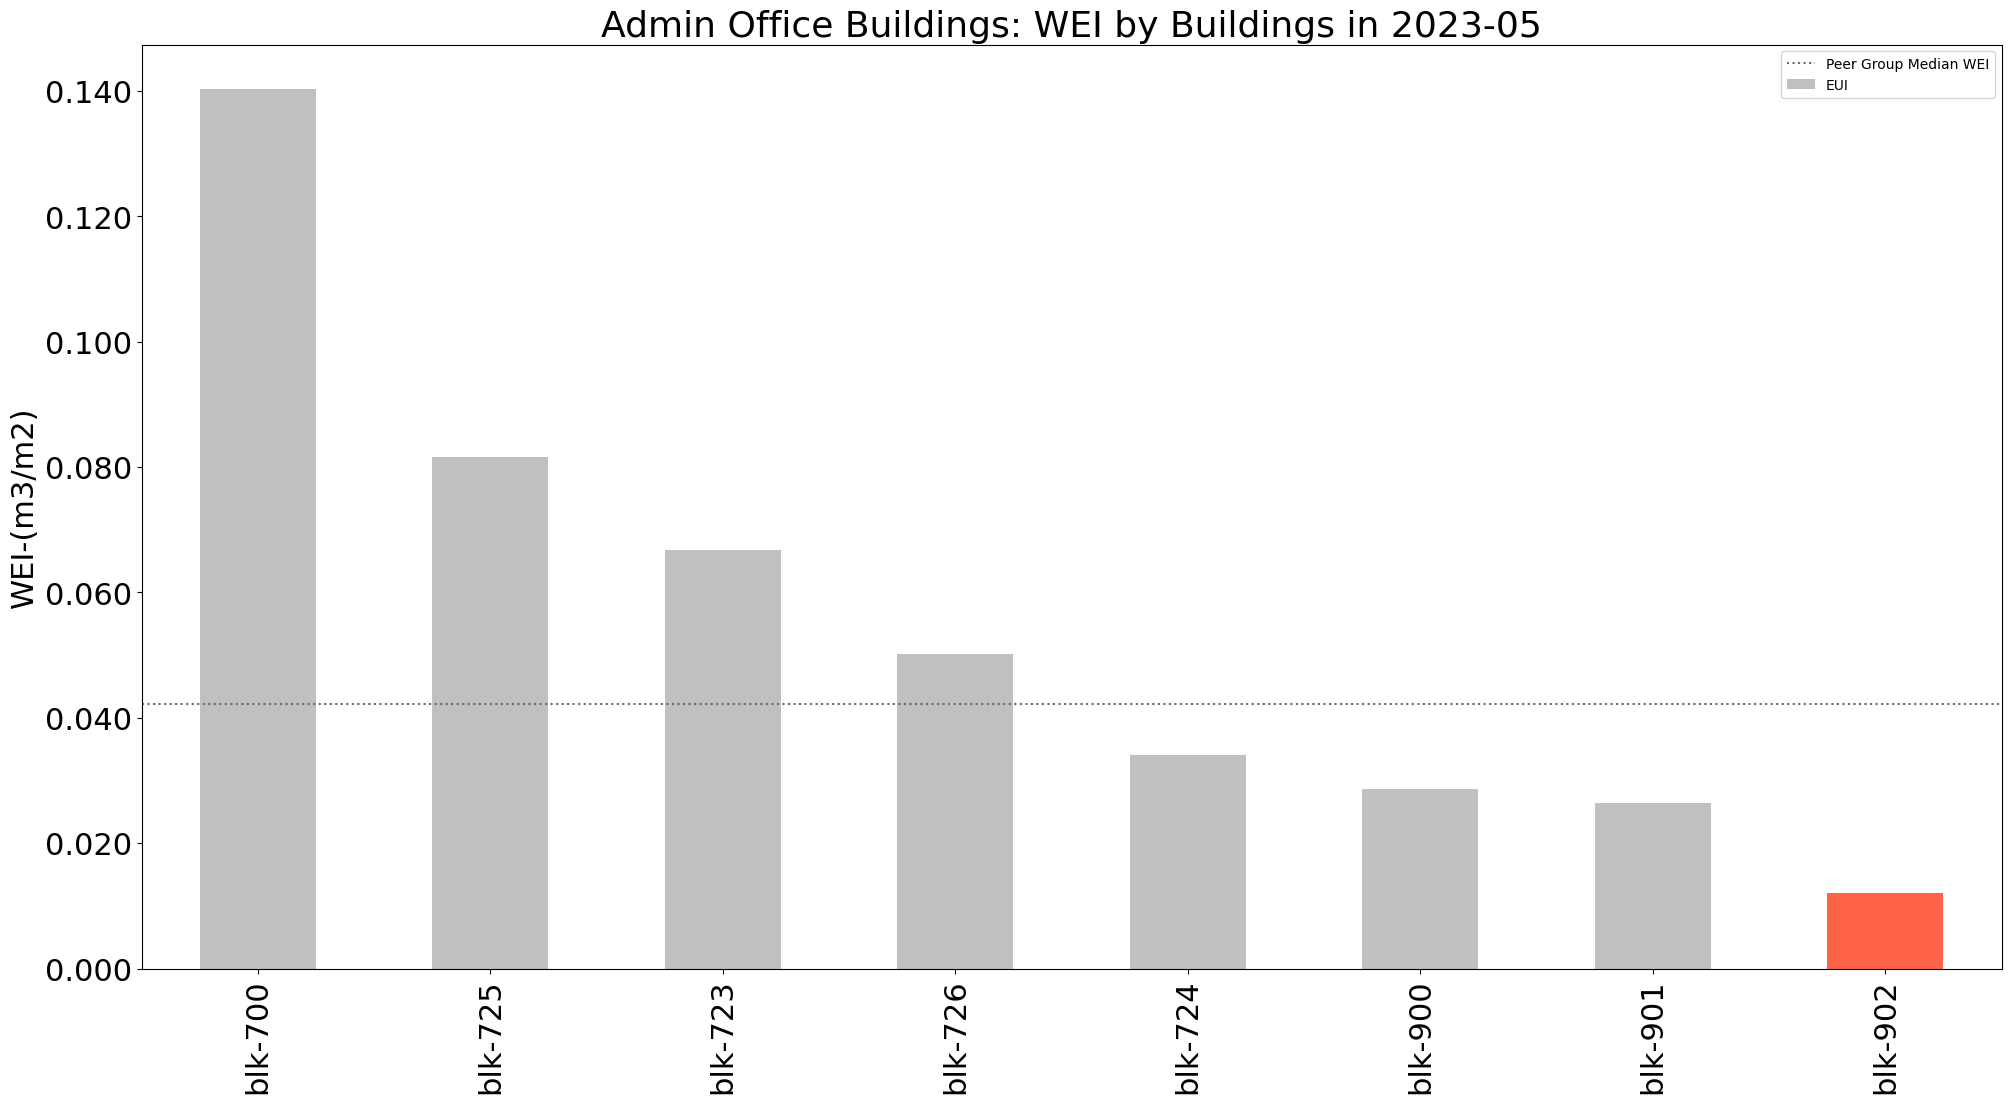 Admin Office Buildings: WEI by Buildings in 2023-05
Peer Group Median WEI
EUI
WEI-(m3/m2)
0.140
0.120
0.100
0.080
0.060
0.040
0.020
0.000
blk-700
blk-725
blk-723
blk-726
blk-724
blk-900
blk-901
blk-902